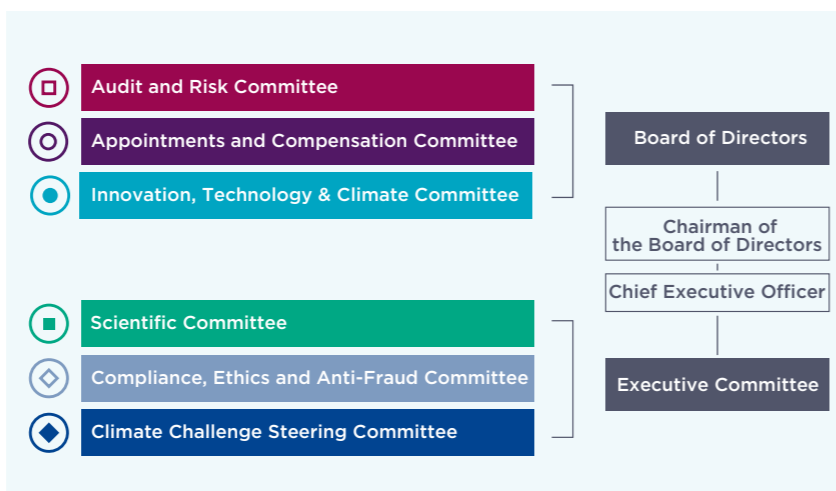 Audit and Risk Committee
Appointments and Compensation Committee
Innovation, Technology & Climate Committee
Board of Directors
Chairman of
the Board of Directors
Chief Executive Officer
Scientific Committee
Compliance, Ethics and Anti-Fraud Committee
Climate Challenge Steering Committee
Executive Committee